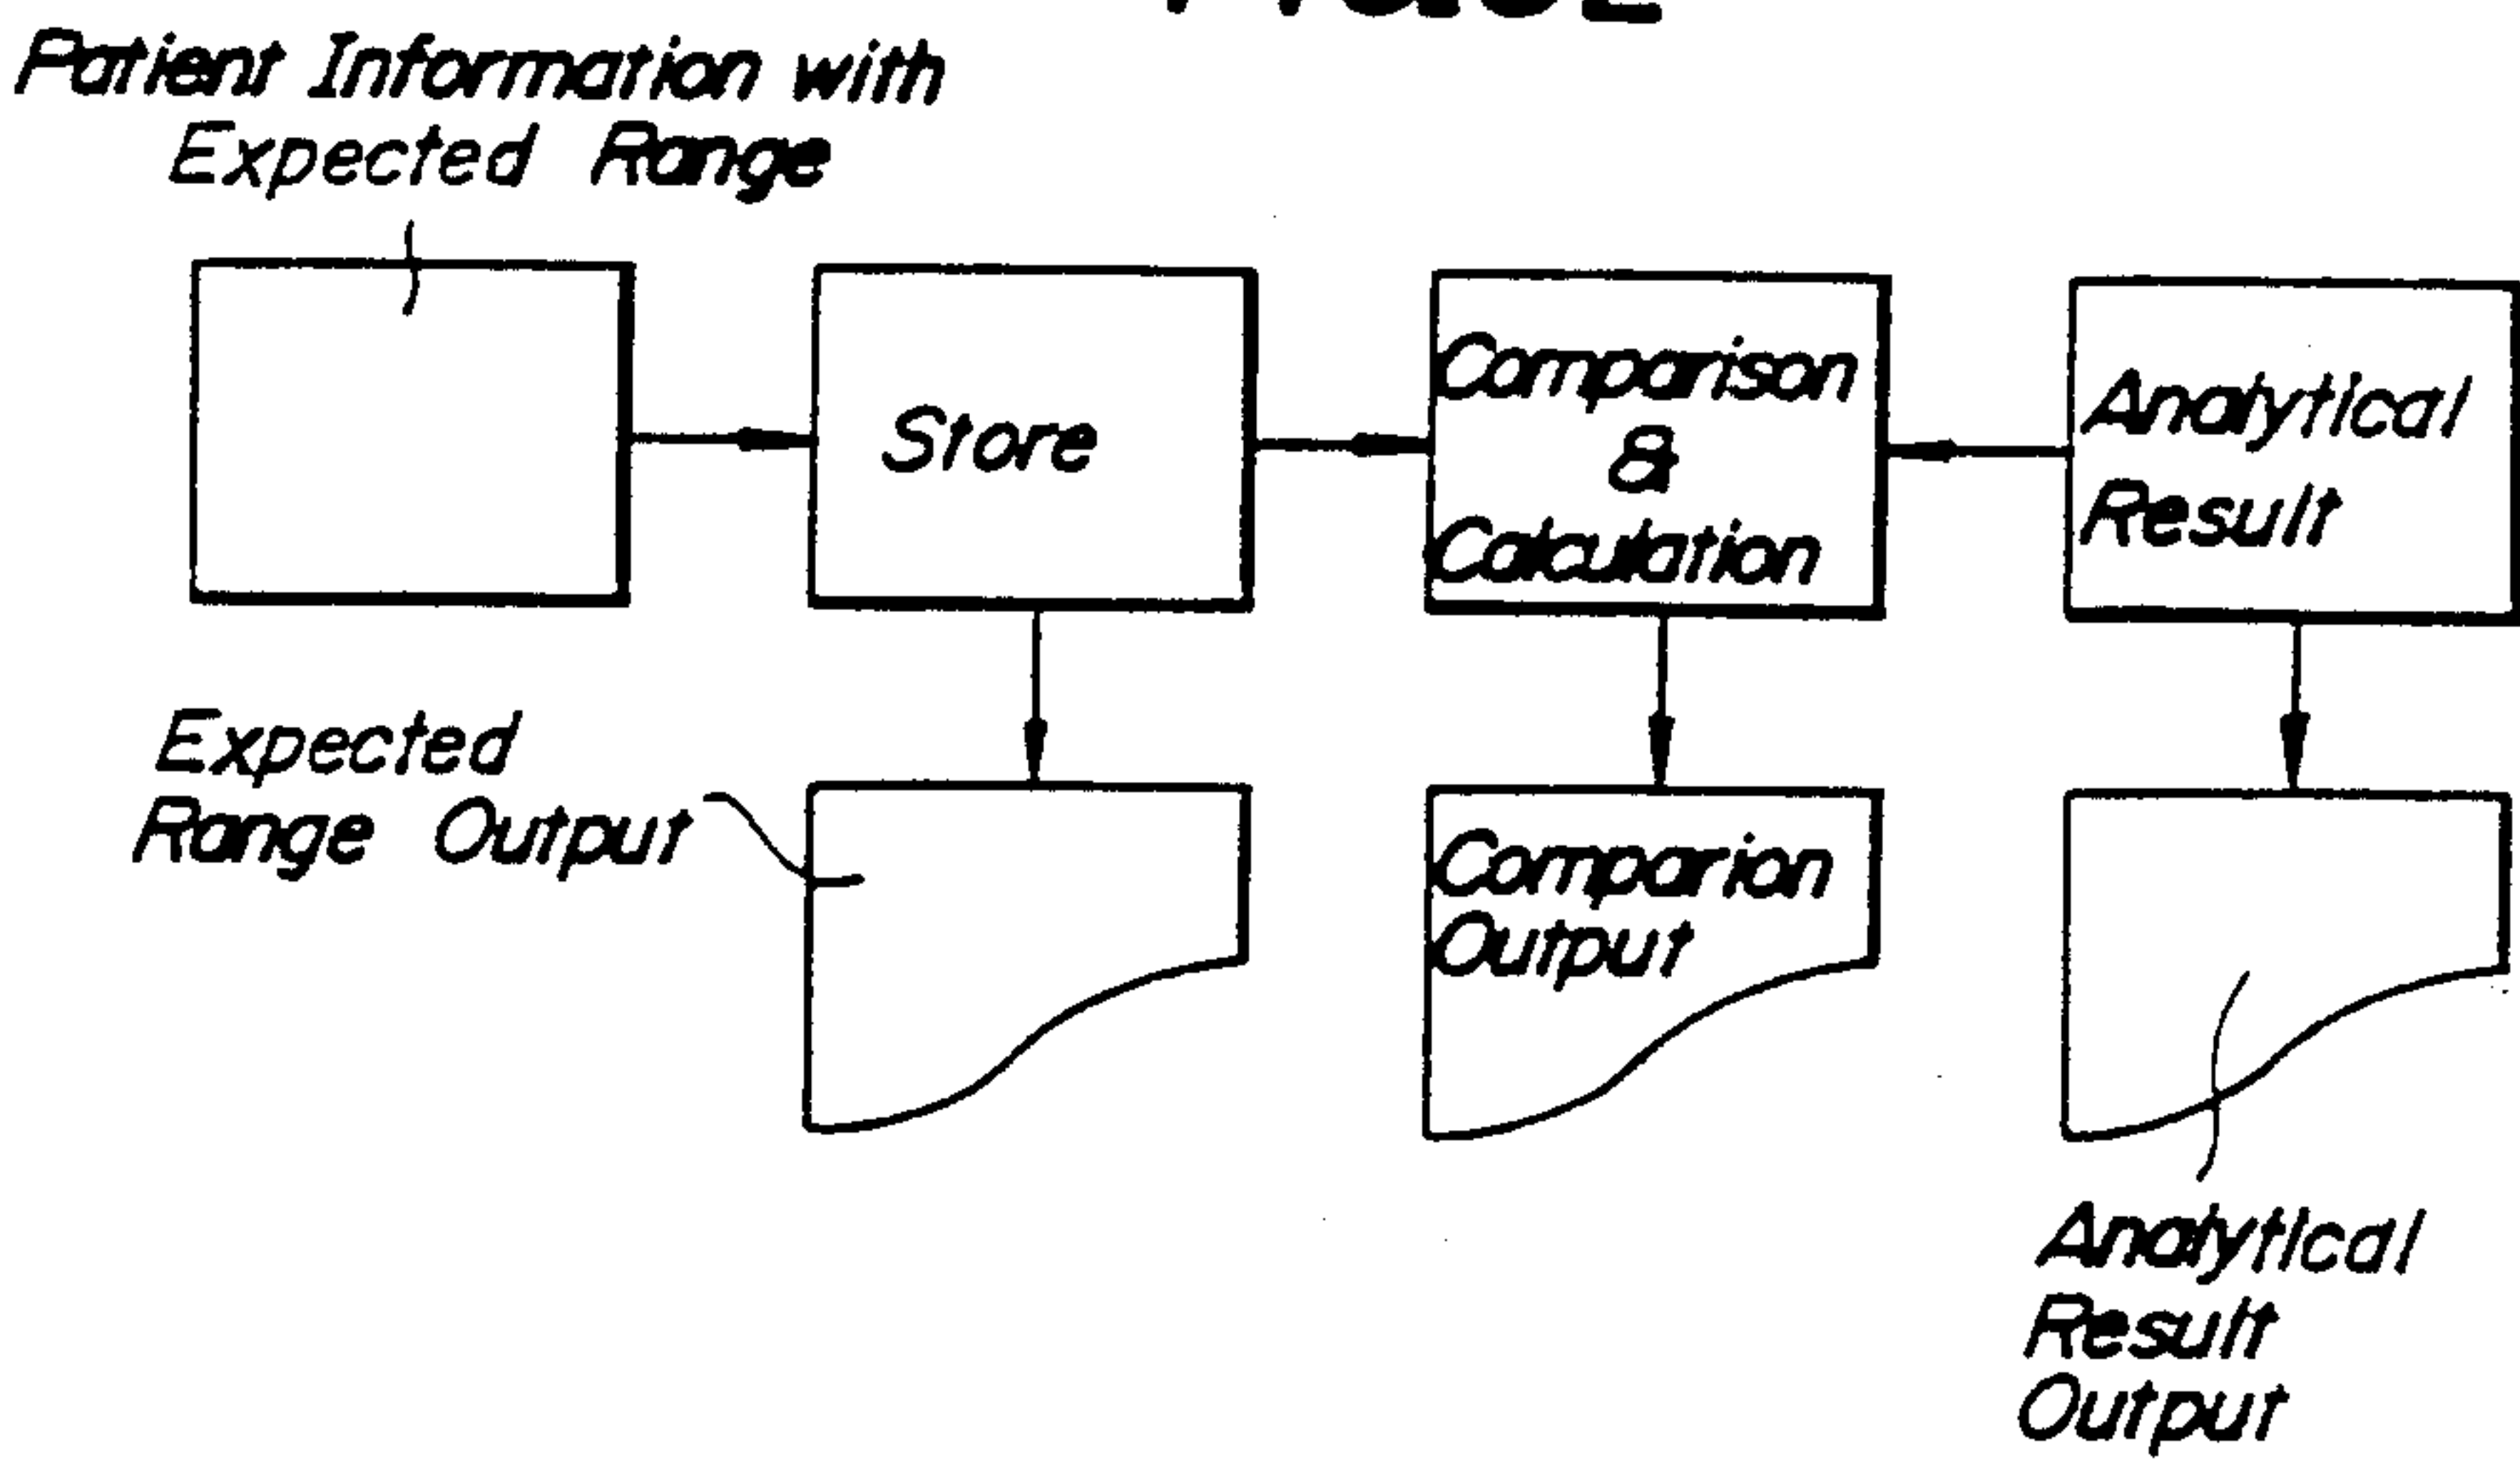 Patient Information with
Expected Range
Store
Comparison
&
Calculation
Analytical
Result
Expected
Range Output
Comparion
Output
Analytical
Result
Output